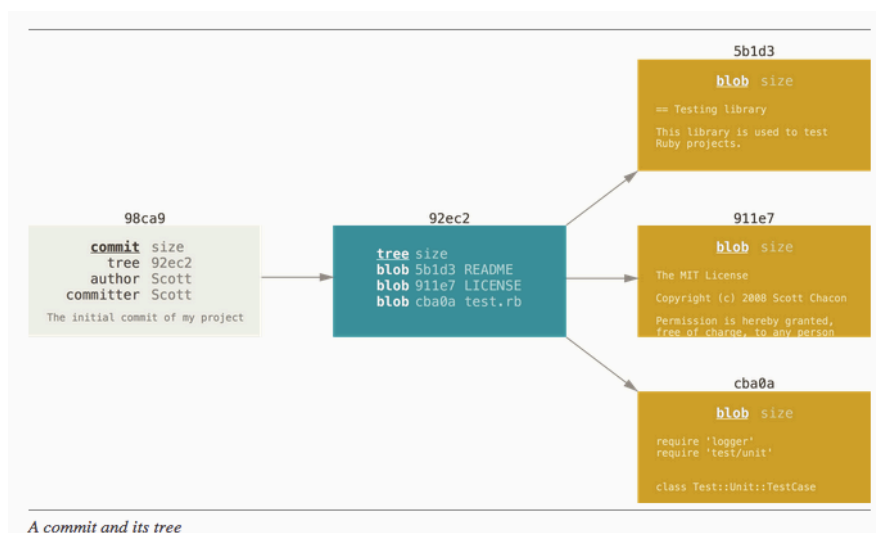 98ca9
commit size
tree 92ec2
author Scott
committer Scott
The initial commit of my project
92ec2
tree size
blob 5b1d3 README
blob 911e7 LICENSE
blob cba0a test.rb
5b1d3
blob size
== Testing library
This library is used to test
Ruby projects.
911e7
blob size
The MIT License
Copyright (c) 2008 Scott Chacon
Permission is hereby granted,
free of charge, to any person
cba0a
blob size
require 'logger'
require 'test/unit'
class Test::Unit::TestCase
A commit and its tree